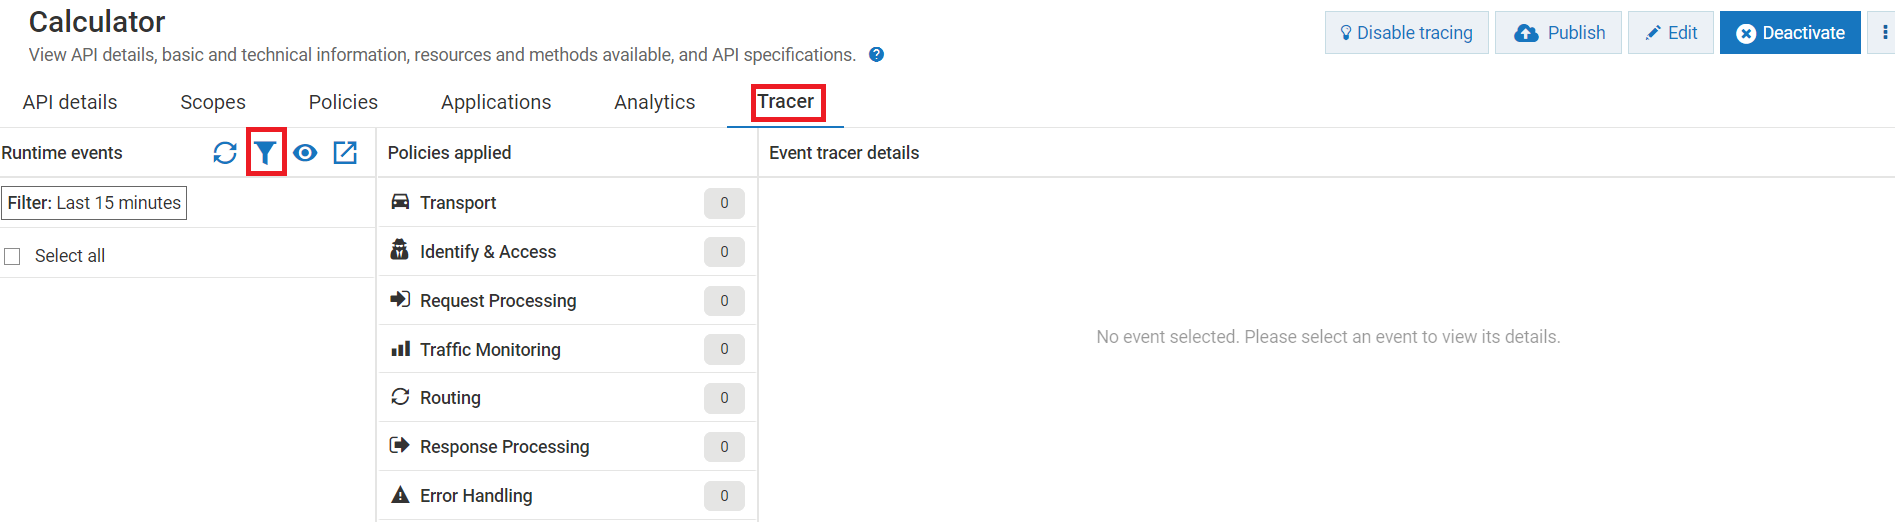 Calculator
View API details, basic and technical information, resources and methods available, and API specifications. ?
Disable tracing
Publish
Edit
Deactivate
API details
Scopes
Policies
Applications
Analytics
Tracer
Runtime events
Filter: Last 15 minutes
Select all
Policies applied
Transport 0
Identify & Access 0
Request Processing 0
Traffic Monitoring 0
Routing 0
Response Processing 0
Error Handling 0
Event tracer details
No event selected. Please select an event to view its details.